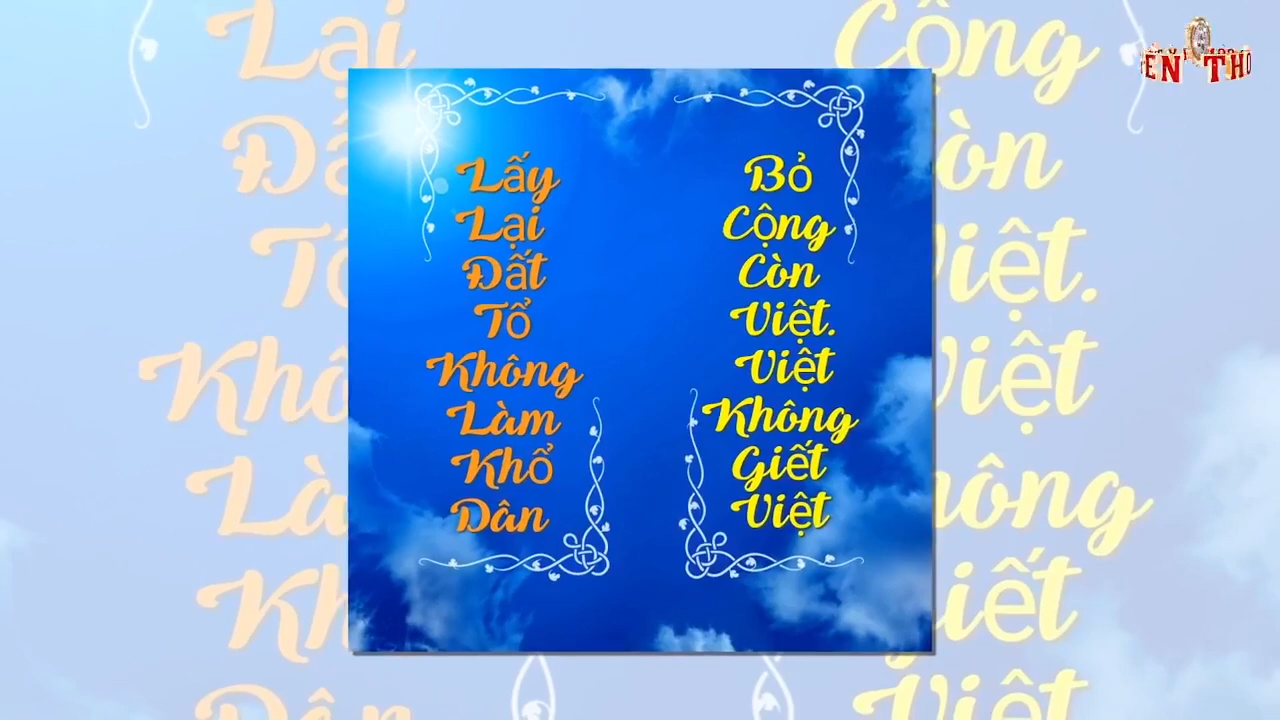 Lấy
Lại
Đất
Tổ
Không
Làm
Khổ
Dân
Bỏ
Cộng
Còn
Việt.
Việt
Không
Giết
Việt